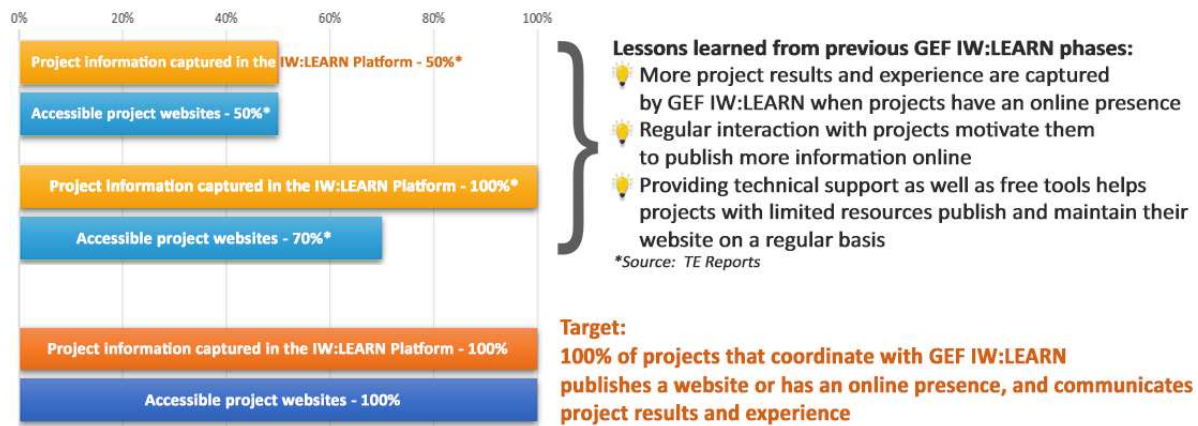 0% 20% 40% 60% 80% 100%
Project information captured in the IW:LEARN Platform - 50%*
Accessible project websites - 50%*
Project information captured in the IW:LEARN Platform - 100%*
Accessible project websites - 70%*
Project information captured in the IW:LEARN Platform - 100%
Accessible project websites - 100%
Lessons learned from previous GEF IW:LEARN phases:
More project results and experience are captured
by GEF IW:LEARN when projects have an online presence
Regular interaction with projects motivate them
to publish more information online
Providing technical support as well as free tools helps
projects with limited resources publish and maintain their
website on a regular basis
*Source: TE Reports
Target:
100% of projects that coordinate with GEF IW:LEARN
publishes a website or has an online presence, and communicates
project results and experience